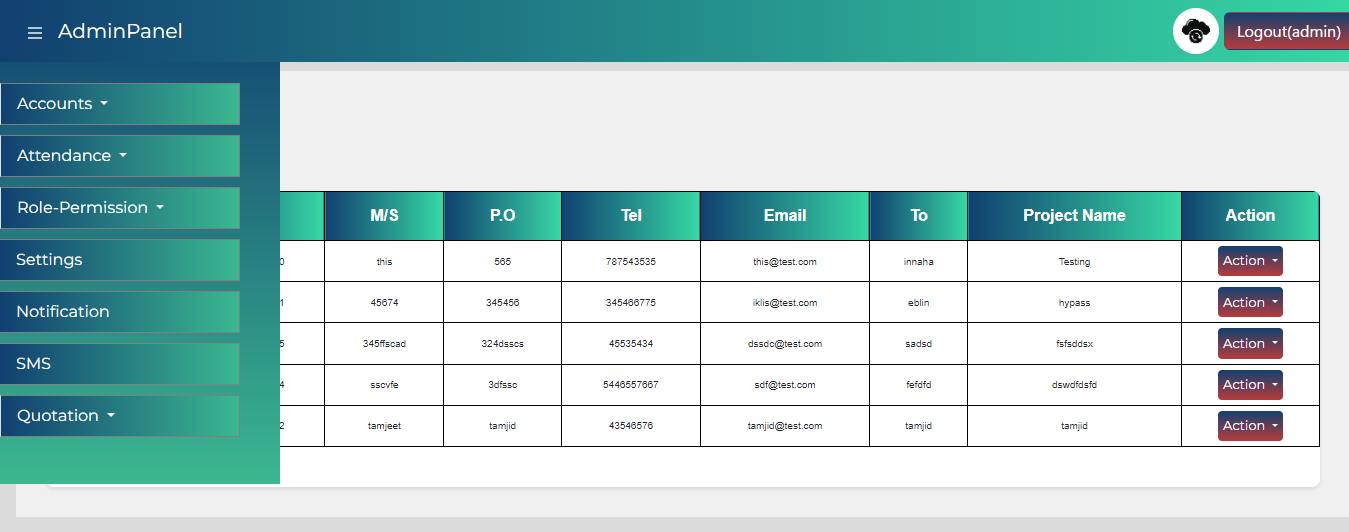 AdminPanel
Logout(admin)
Accounts
Attendance
Role-Permission
Settings
Notification
SMS
Quotation
M/S P.O Tel Email To Project Name Action
0 this 565 787543535 this@test.com innaha Testing Action
1 45674 345456 345466775 iklis@test.com eblin hypass Action
5 345ffscad 324dsscs 45535434 dssdc@test.com sadsd fsfsddsx Action
4 sscvfe 3dfssc 5446557667 sdf@test.com fefdfd dswdfdsfd Action
2 tamjeet tamjid 43546576 tamjid@test.com tamjid tamjid Action